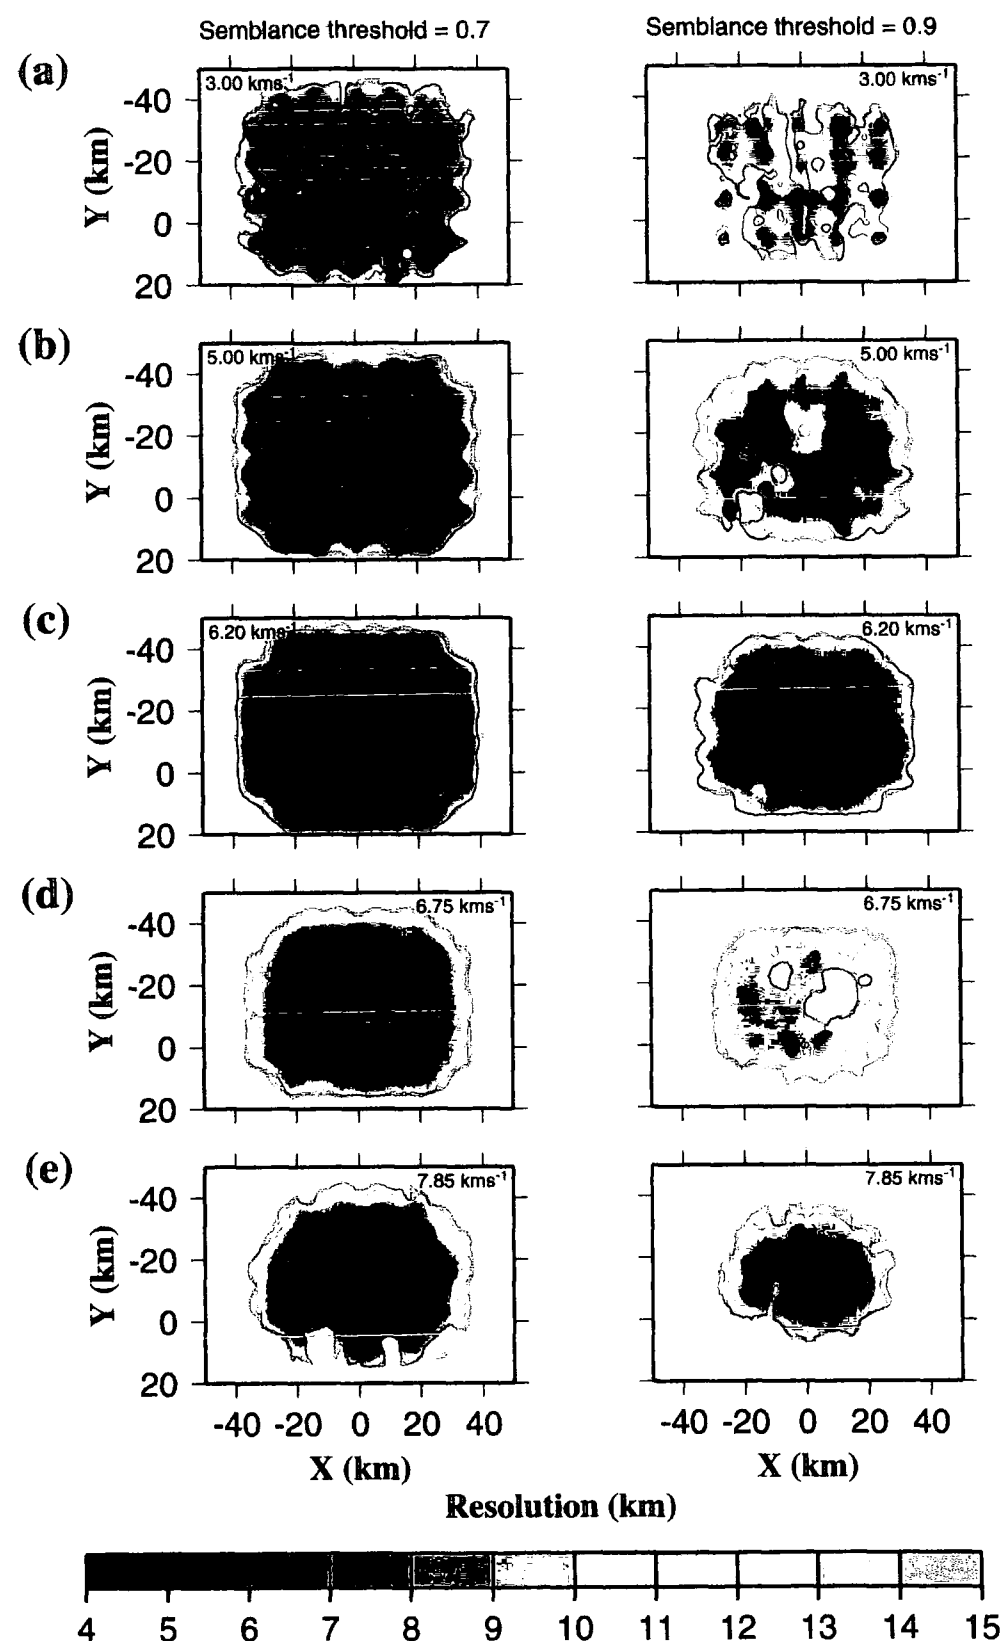 Semblance threshold = 0.7
Semblance threshold = 0.9
(a)
3.00 kms-1
3.00 kms-1
-40
-20
0
20
Y (km)
(b)
5.00 kms-1
5.00 kms-1
-40
-20
0
20
Y (km)
(c)
6.20 kms-1
6.20 kms-1
-40
-20
0
20
Y (km)
(d)
6.75 kms-1
6.75 kms-1
-40
-20
0
20
Y (km)
(e)
7.85 kms-1
7.85 kms-1
-40
-20
0
20
Y (km)
-40 -20 0 20 40
-40 -20 0 20 40
X (km)
X (km)
Resolution (km)
4 5 6 7 8 9 10 11 12 13 14 15